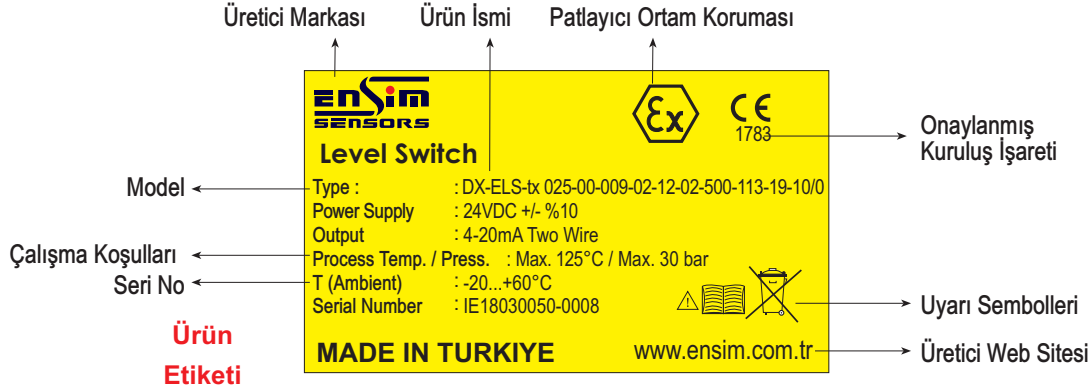 Üretici Markası Ürün İsmi Patlayıcı Ortam Koruması
ensim
SENSORS
Ex
CE
1783
Onaylanmış
Kuruluş İşareti
Level Switch
Model
Type : : DX-ELS-tx 025-00-009-02-12-02-500-113-19-10/0
Power Supply : 24VDC +/- %10
Output : 4-20mA Two Wire
Çalışma Koşulları
Process Temp. / Press. : Max. 125°C / Max. 30 bar
Seri No
T (Ambient) : -20...+60°C
Serial Number : IE18030050-0008
Uyarı Sembolleri
Ürün
Etiketi
MADE IN TURKIYE www.ensim.com.tr
Üretici Web Sitesi